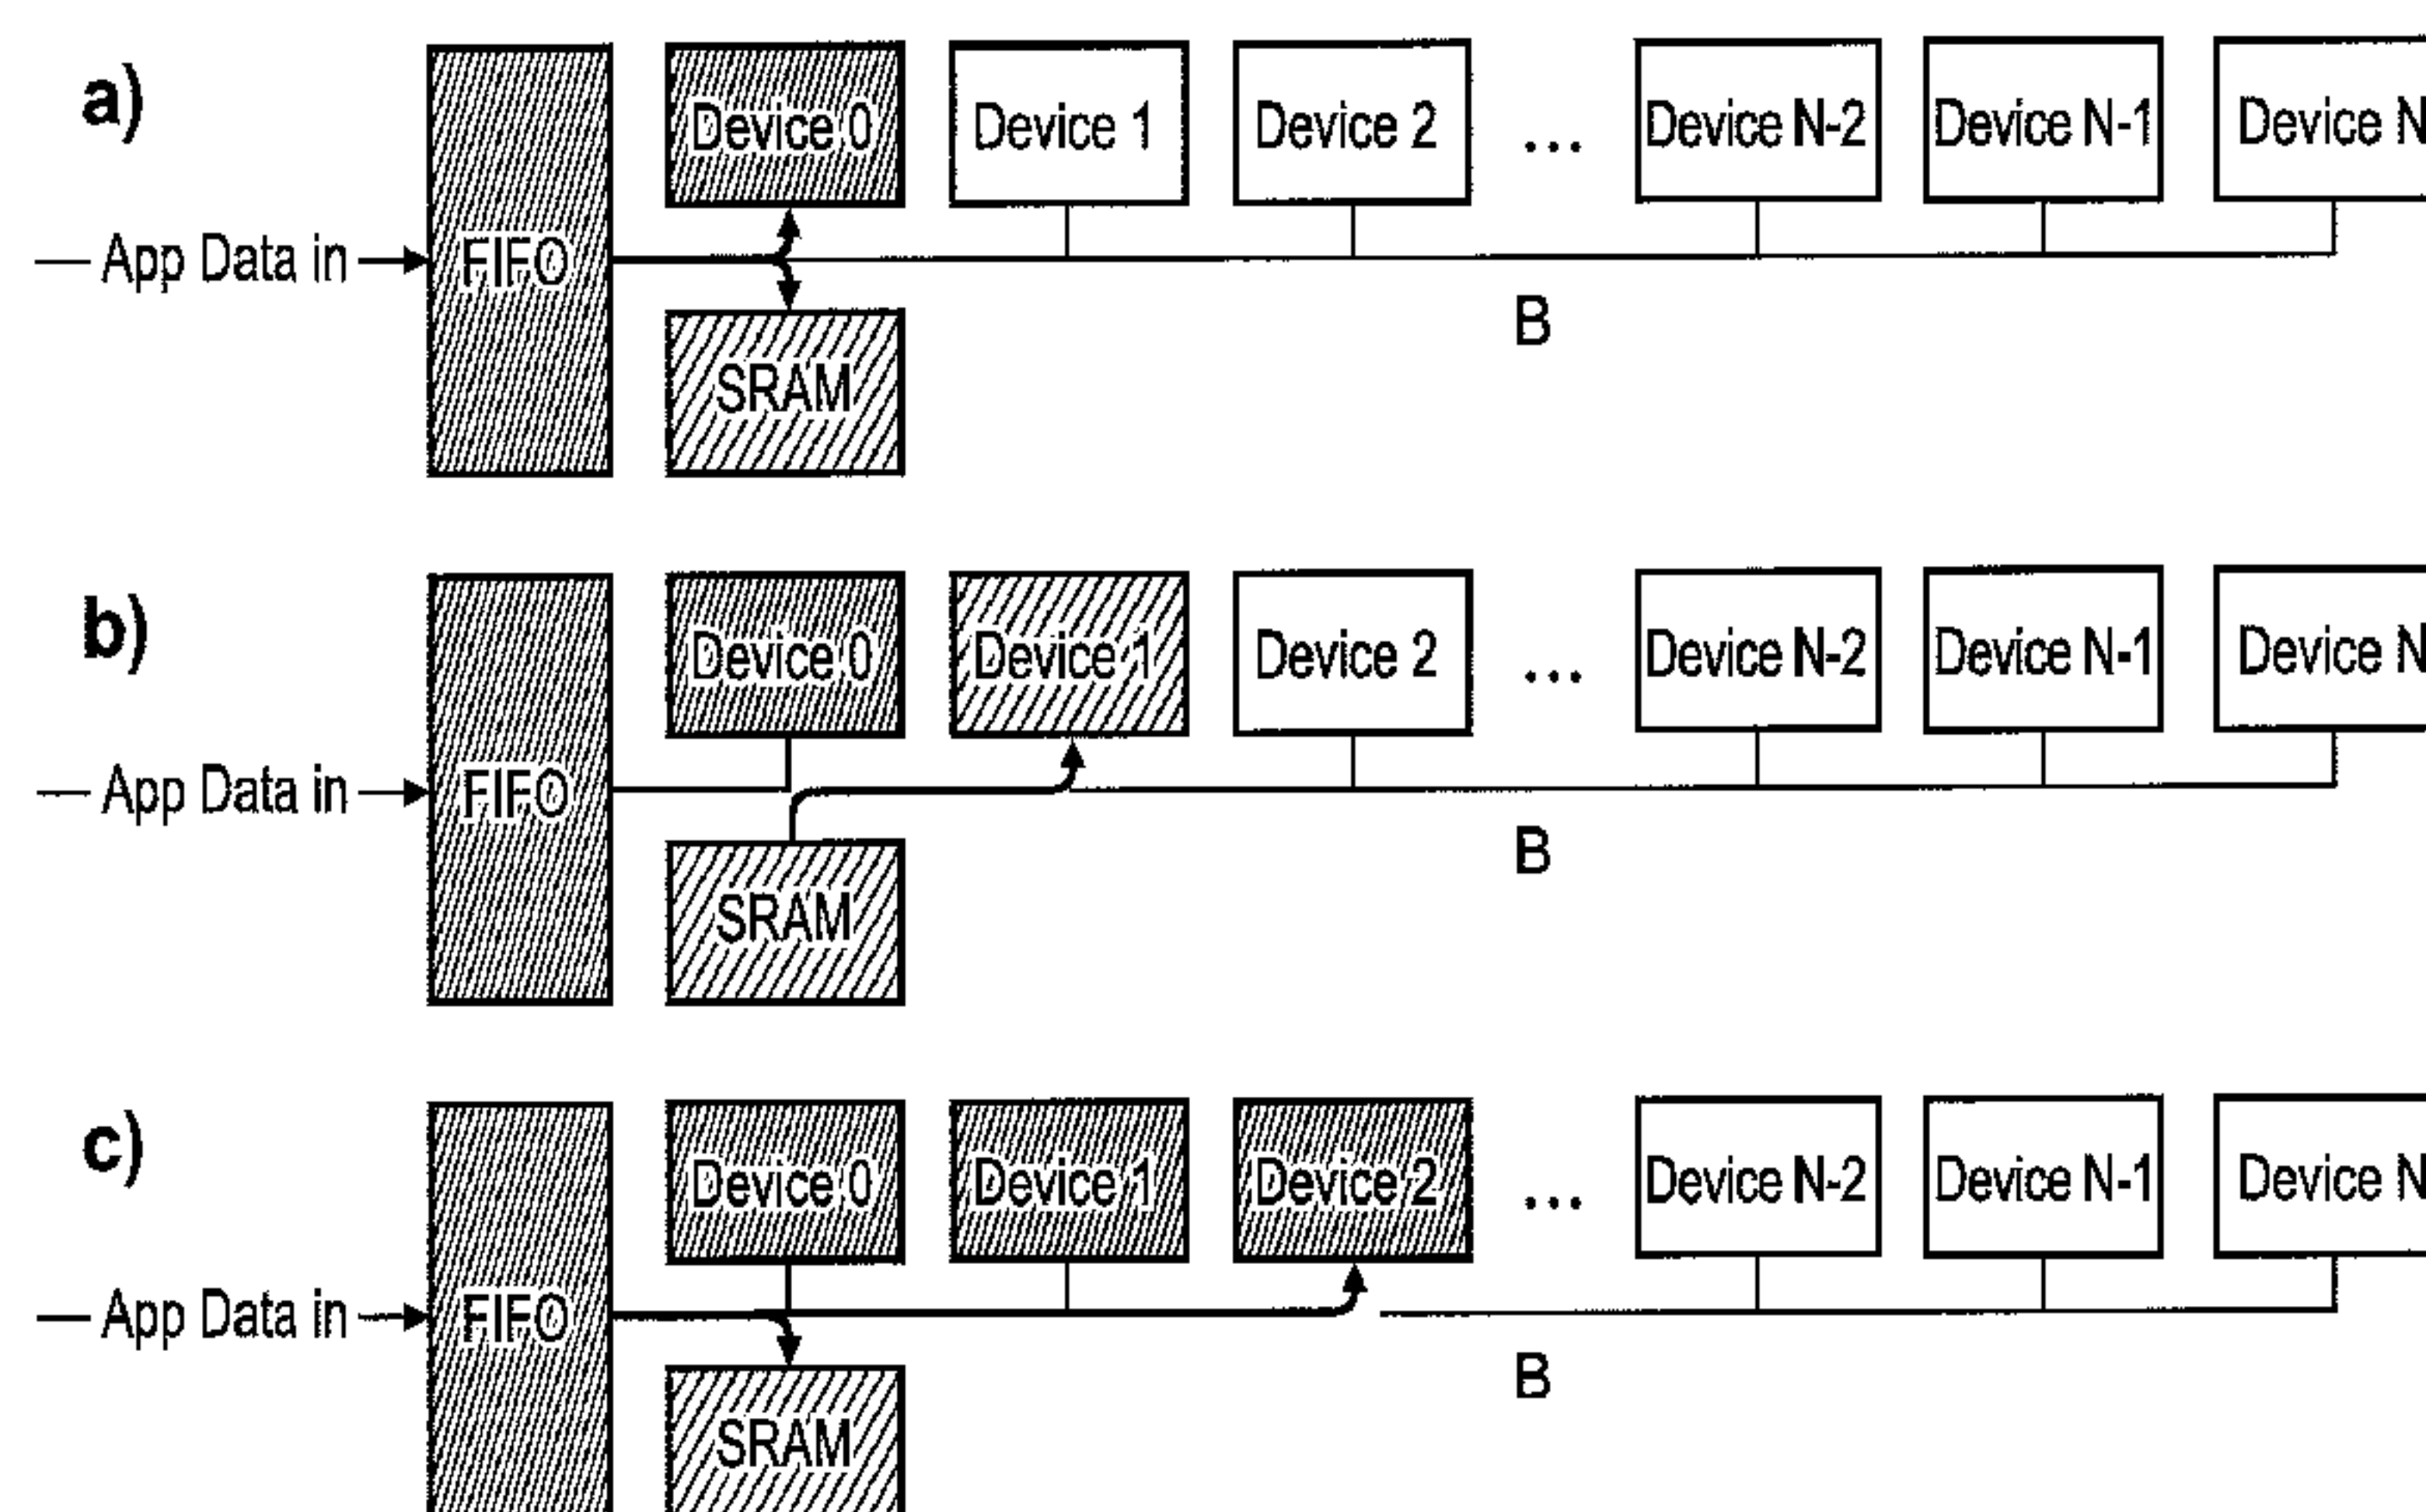 a)
Device 0 Device 1 Device 2 ... Device N-2 Device N-1 Device N
App Data in FIFO
B
SRAM
b)
Device 0 Device 1 Device 2 ... Device N-2 Device N-1 Device N
App Data in FIFO
B
SRAM
c)
Device 0 Device 1 Device 2 ... Device N-2 Device N-1 Device N
App Data in FIFO
B
SRAM